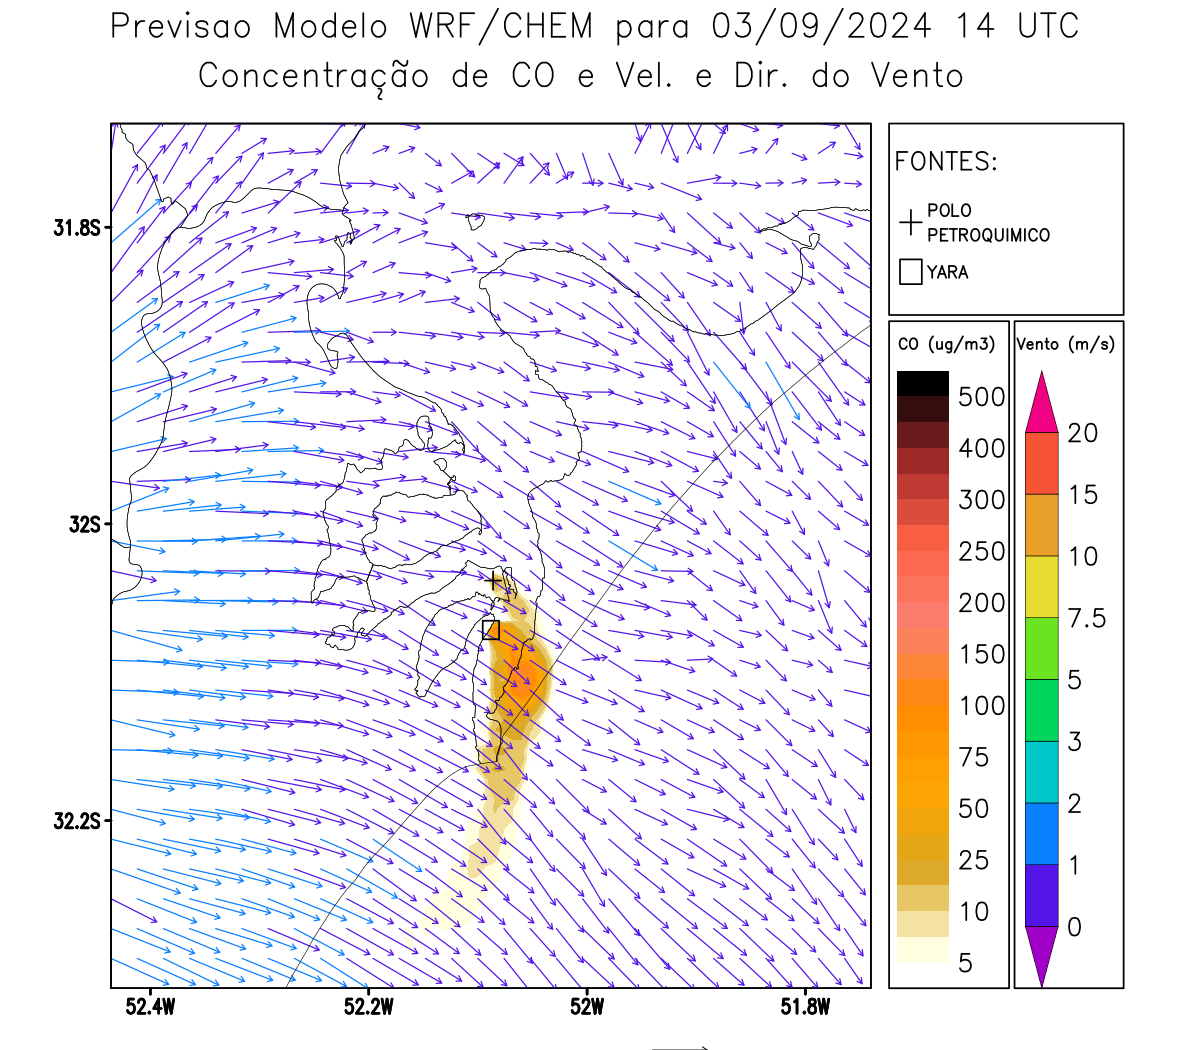 Previsao Modelo WRF/CHEM para 03/09/2024 14 UTC
Concentração de CO e Vel. e Dir. do Vento
FONTES:
POLO
PETROQUIMICO
YARA
CO (ug/m3)
500
400
300
250
200
150
100
75
50
25
10
5
Vento (m/s)
20
15
10
7.5
5
3
2
1
0
31.8S
32S
32.2S
52.4W 52.2W 52W 51.8W